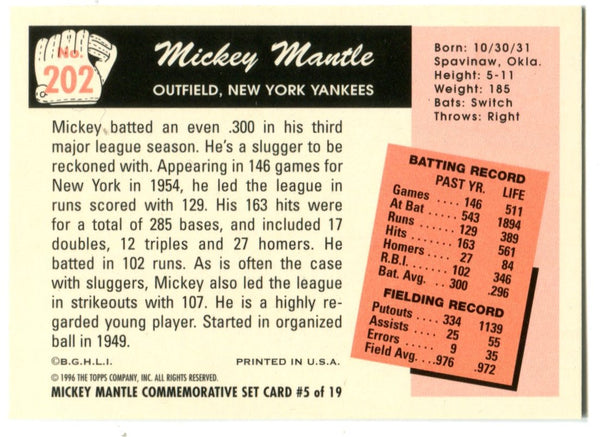 No.
202
Mickey Mantle
OUTFIELD, NEW YORK YANKEES
Born: 10/30/31
Spavinaw, Okla.
Height: 5-11
Weight: 185
Bats: Switch
Throws: Right
Mickey batted an even .300 in his third
major league season. He's a slugger to be
reckoned with. Appearing in 146 games for
New York in 1954, he led the league in
runs scored with 129. His 163 hits were
for a total of 285 bases, and included 17
doubles, 12 triples and 27 homers. He
batted in 102 runs. As is often the case
with sluggers, Mickey also led the league
in strikeouts with 107. He is a highly re-
garded young player. Started in organized
ball in 1949.
BATTING RECORD
PAST YR. LIFE
Games . . . 146 511
At Bat . . . . 543 1894
Runs . . . . . 129 389
Hits . . . . . . 163 561
Homers . . . 27 84
R.B.I. . . . . . 102 346
Bat. Avg. . . .300 .296
FIELDING RECORD
Putouts . . . . 334 1139
Assists . . . . . 25 55
Errors . . . . . . 9 35
Field Avg. . . .976 .972
©B.G.H.L.I. PRINTED IN U.S.A.
© 1996 THE TOPPS COMPANY, INC. ALL RIGHTS RESERVED.
MICKEY MANTLE COMMEMORATIVE SET CARD #5 of 19